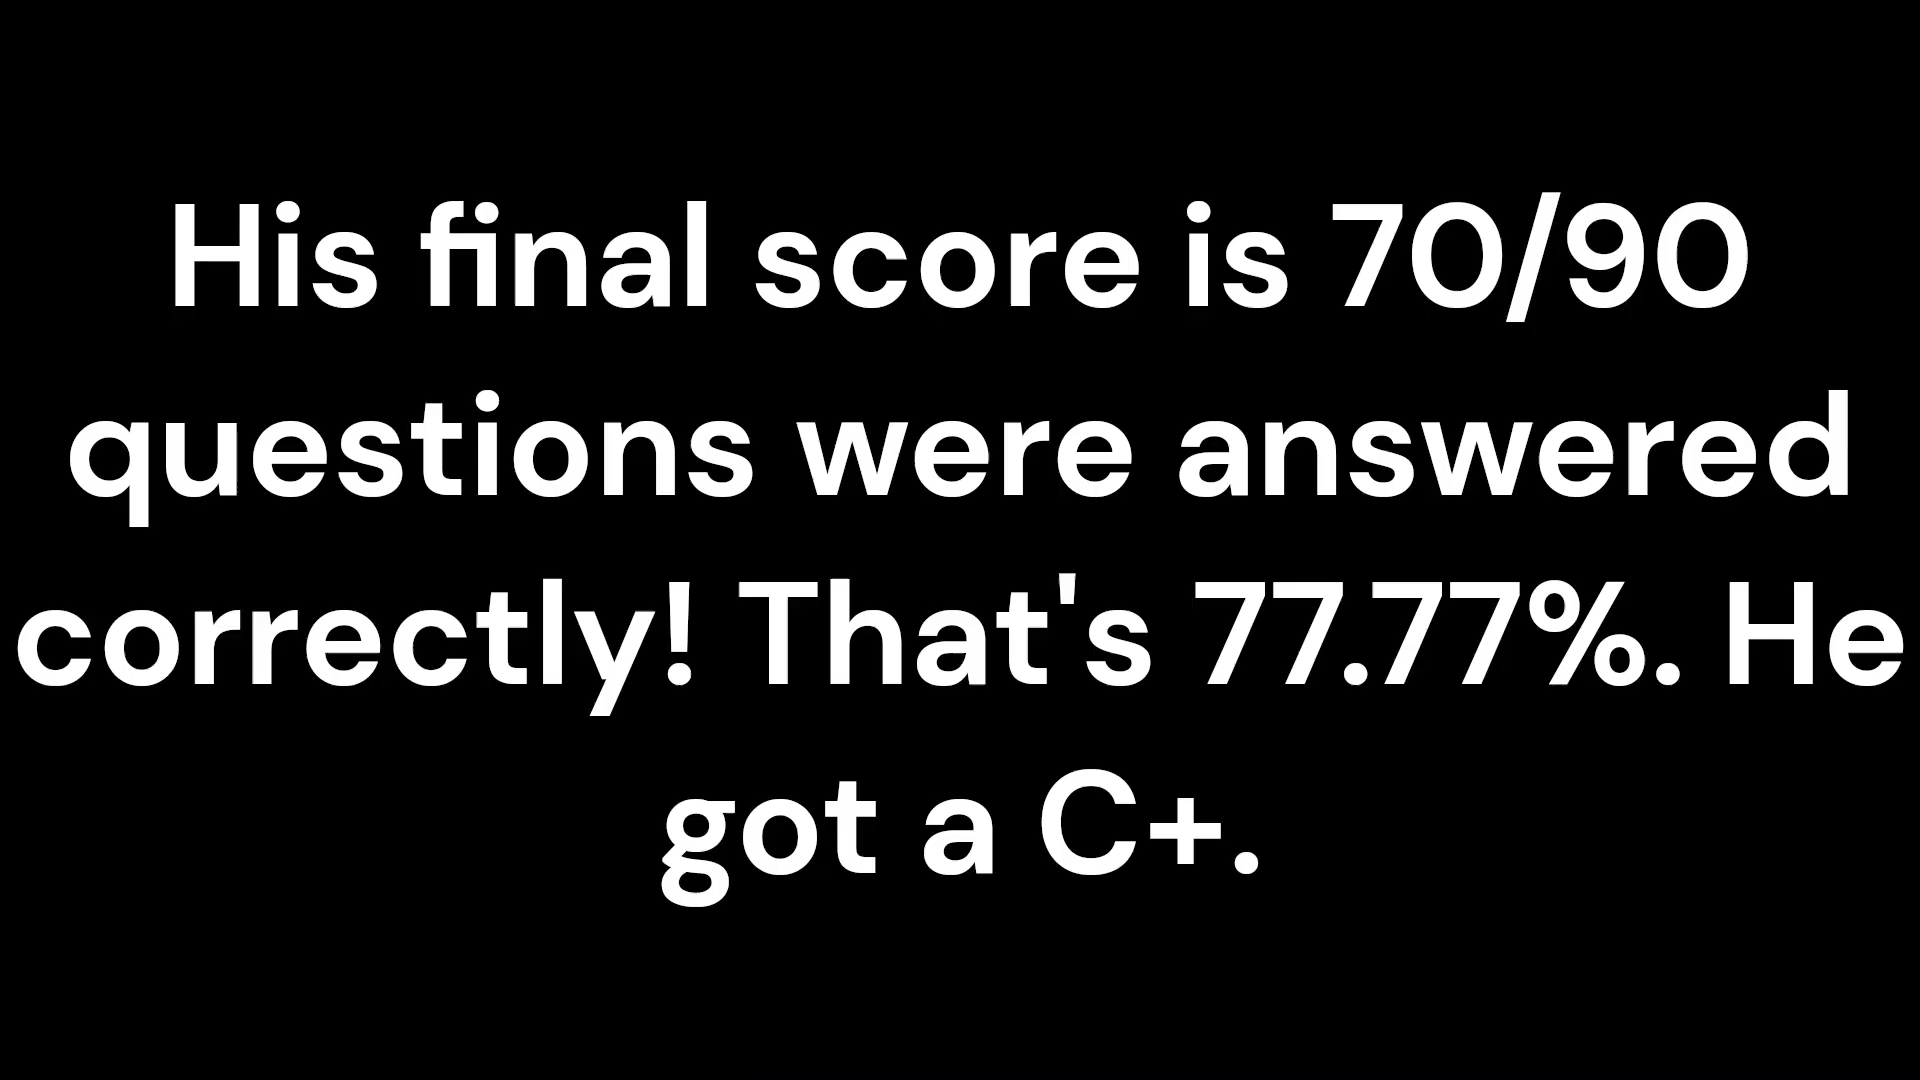 His final score is 70/90
questions were answered
correctly! That's 77.77%. He
got a C+.